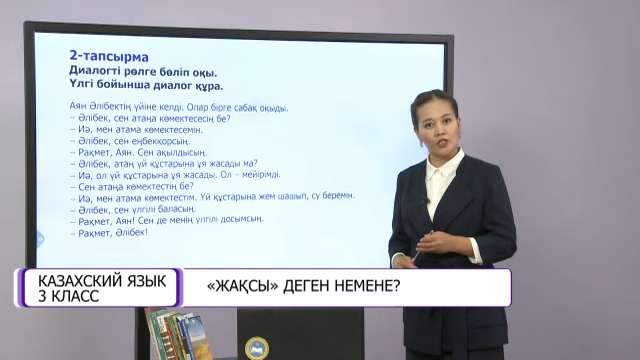 2-тапсырма
Диалогті рөлге бөліп оқы.
Үлгі бойынша диалог құра.
Аян Әлібектің үйіне келді. Олар бірге сабақ оқыды.
– Әлібек, сен атаңа көмектесесің бе?
– Иә, мен атама көмектесемін.
– Әлібек, сен еңбекқорсың.
– Рақмет, Аян. Сен ақылдысың.
– Әлібек, атаң үй құстарына ұя жасады ма?
– Иә, ол үй құстарына ұя жасады. Ол – мейірімді.
– Сен атаңа көмектестің бе?
– Иә, мен атама көмектестім. Үй құстарына жем шашып, су беремін.
– Әлібек, сен үлгілі баласың.
– Рақмет, Аян! Сен де менің үлгілі досымсың.
– Рақмет, Әлібек!
КАЗАХСКИЙ ЯЗЫК
3 КЛАСС
«ЖАҚСЫ» ДЕГЕН НЕМЕНЕ?